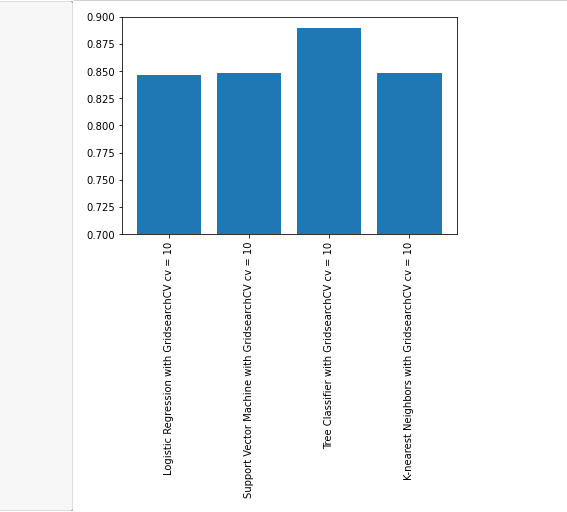 0.900
0.875
0.850
0.825
0.800
0.775
0.750
0.725
0.700
Logistic Regression with GridsearchCV cv = 10
Support Vector Machine with GridsearchCV cv = 10
Tree Classifier with GridsearchCV cv = 10
K-nearest Neighbors with GridsearchCV cv = 10